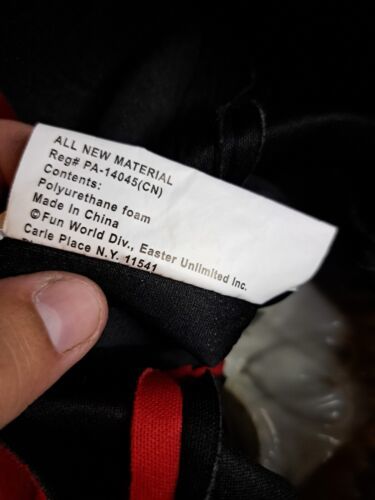 ALL NEW MATERIAL
Reg# PA-14045(CN)
Contents:
Polyurethane foam
Made In China
©Fun World Div., Easter Unlimited Inc.
Carle Place N.Y. 11541